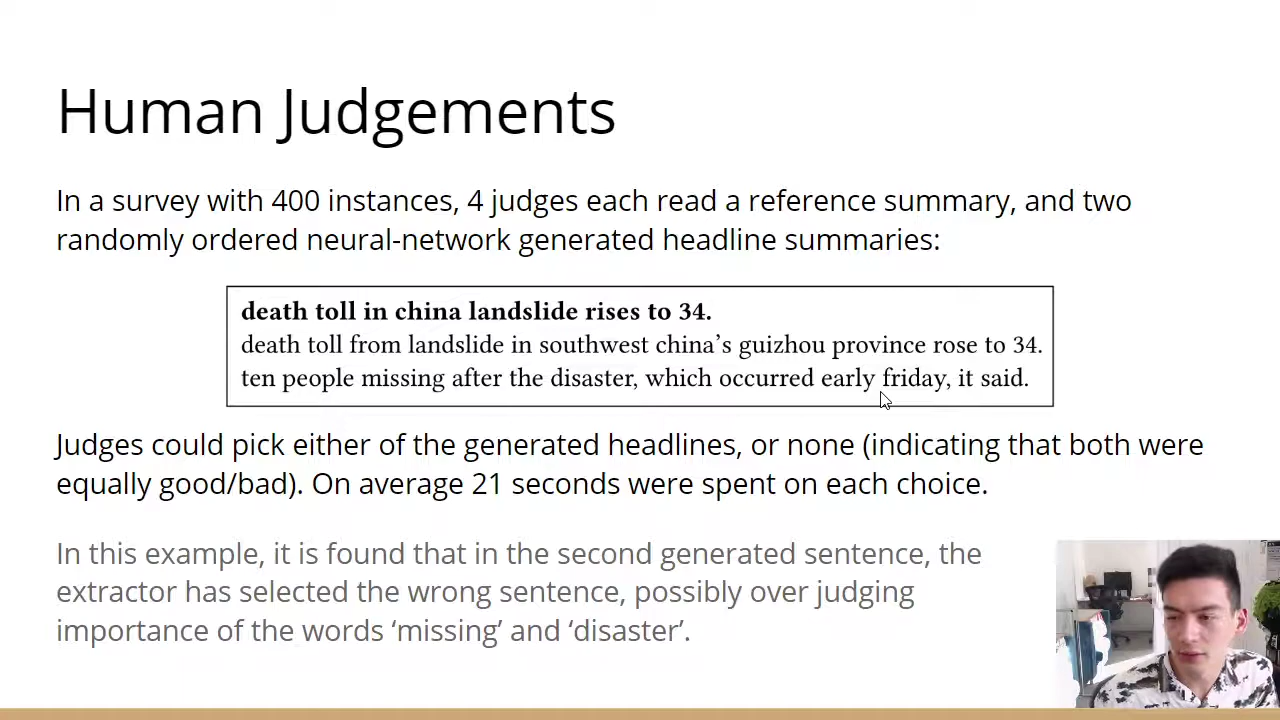 Human Judgements
In a survey with 400 instances, 4 judges each read a reference summary, and two
randomly ordered neural-network generated headline summaries:
death toll in china landslide rises to 34.
death toll from landslide in southwest china’s guizhou province rose to 34.
ten people missing after the disaster, which occurred early friday, it said.
Judges could pick either of the generated headlines, or none (indicating that both were
equally good/bad). On average 21 seconds were spent on each choice.
In this example, it is found that in the second generated sentence, the
extractor has selected the wrong sentence, possibly over judging
importance of the words ‘missing’ and ‘disaster’.